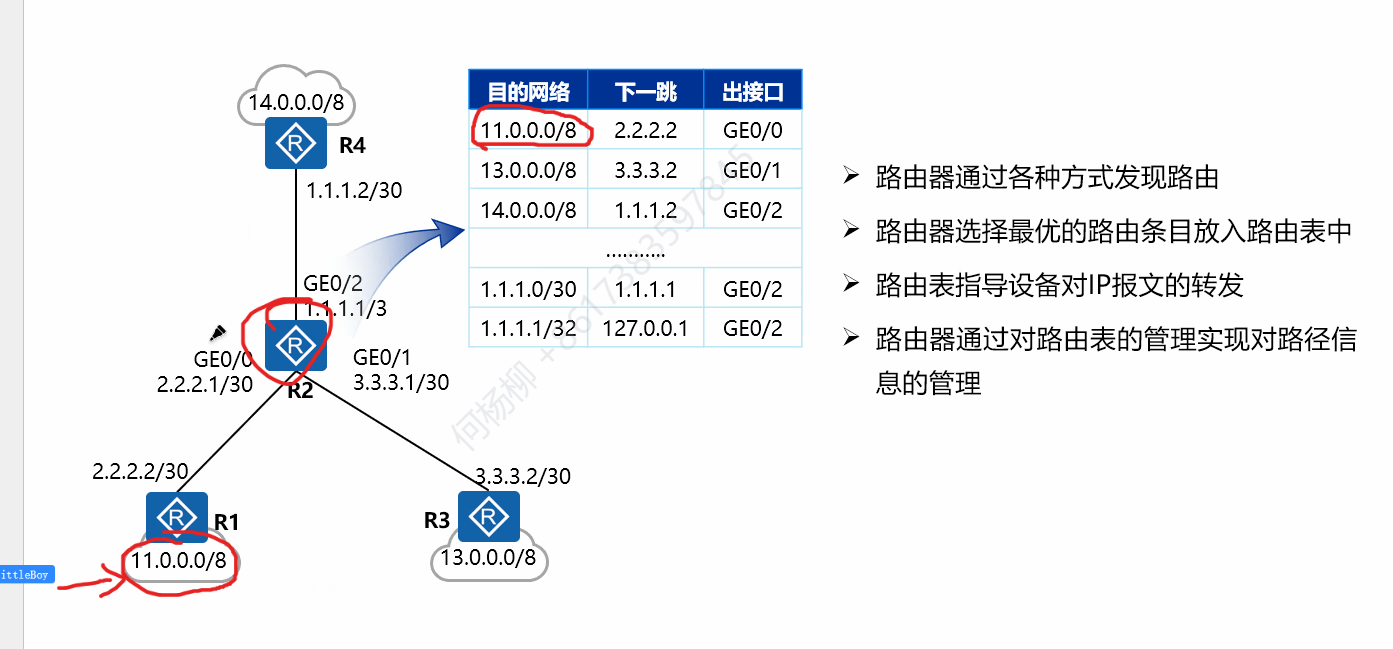 14.0.0.0/8
R4
1.1.1.2/30
GE0/2
1.1.1.1/3
GE0/0
2.2.2.1/30
R2
GE0/1
3.3.3.1/30
2.2.2.2/30
R1
11.0.0.0/8
3.3.3.2/30
R3
13.0.0.0/8
ittleBoy
目的网络 下一跳 出接口
11.0.0.0/8 2.2.2.2 GE0/0
13.0.0.0/8 3.3.3.2 GE0/1
14.0.0.0/8 1.1.1.2 GE0/2
...........
1.1.1.0/30 1.1.1.1 GE0/2
1.1.1.1/32 127.0.0.1 GE0/2
➢ 路由器通过各种方式发现路由
➢ 路由器选择最优的路由条目放入路由表中
➢ 路由表指导设备对IP报文的转发
➢ 路由器通过对路由表的管理实现对路径信
息的管理
何杨柳